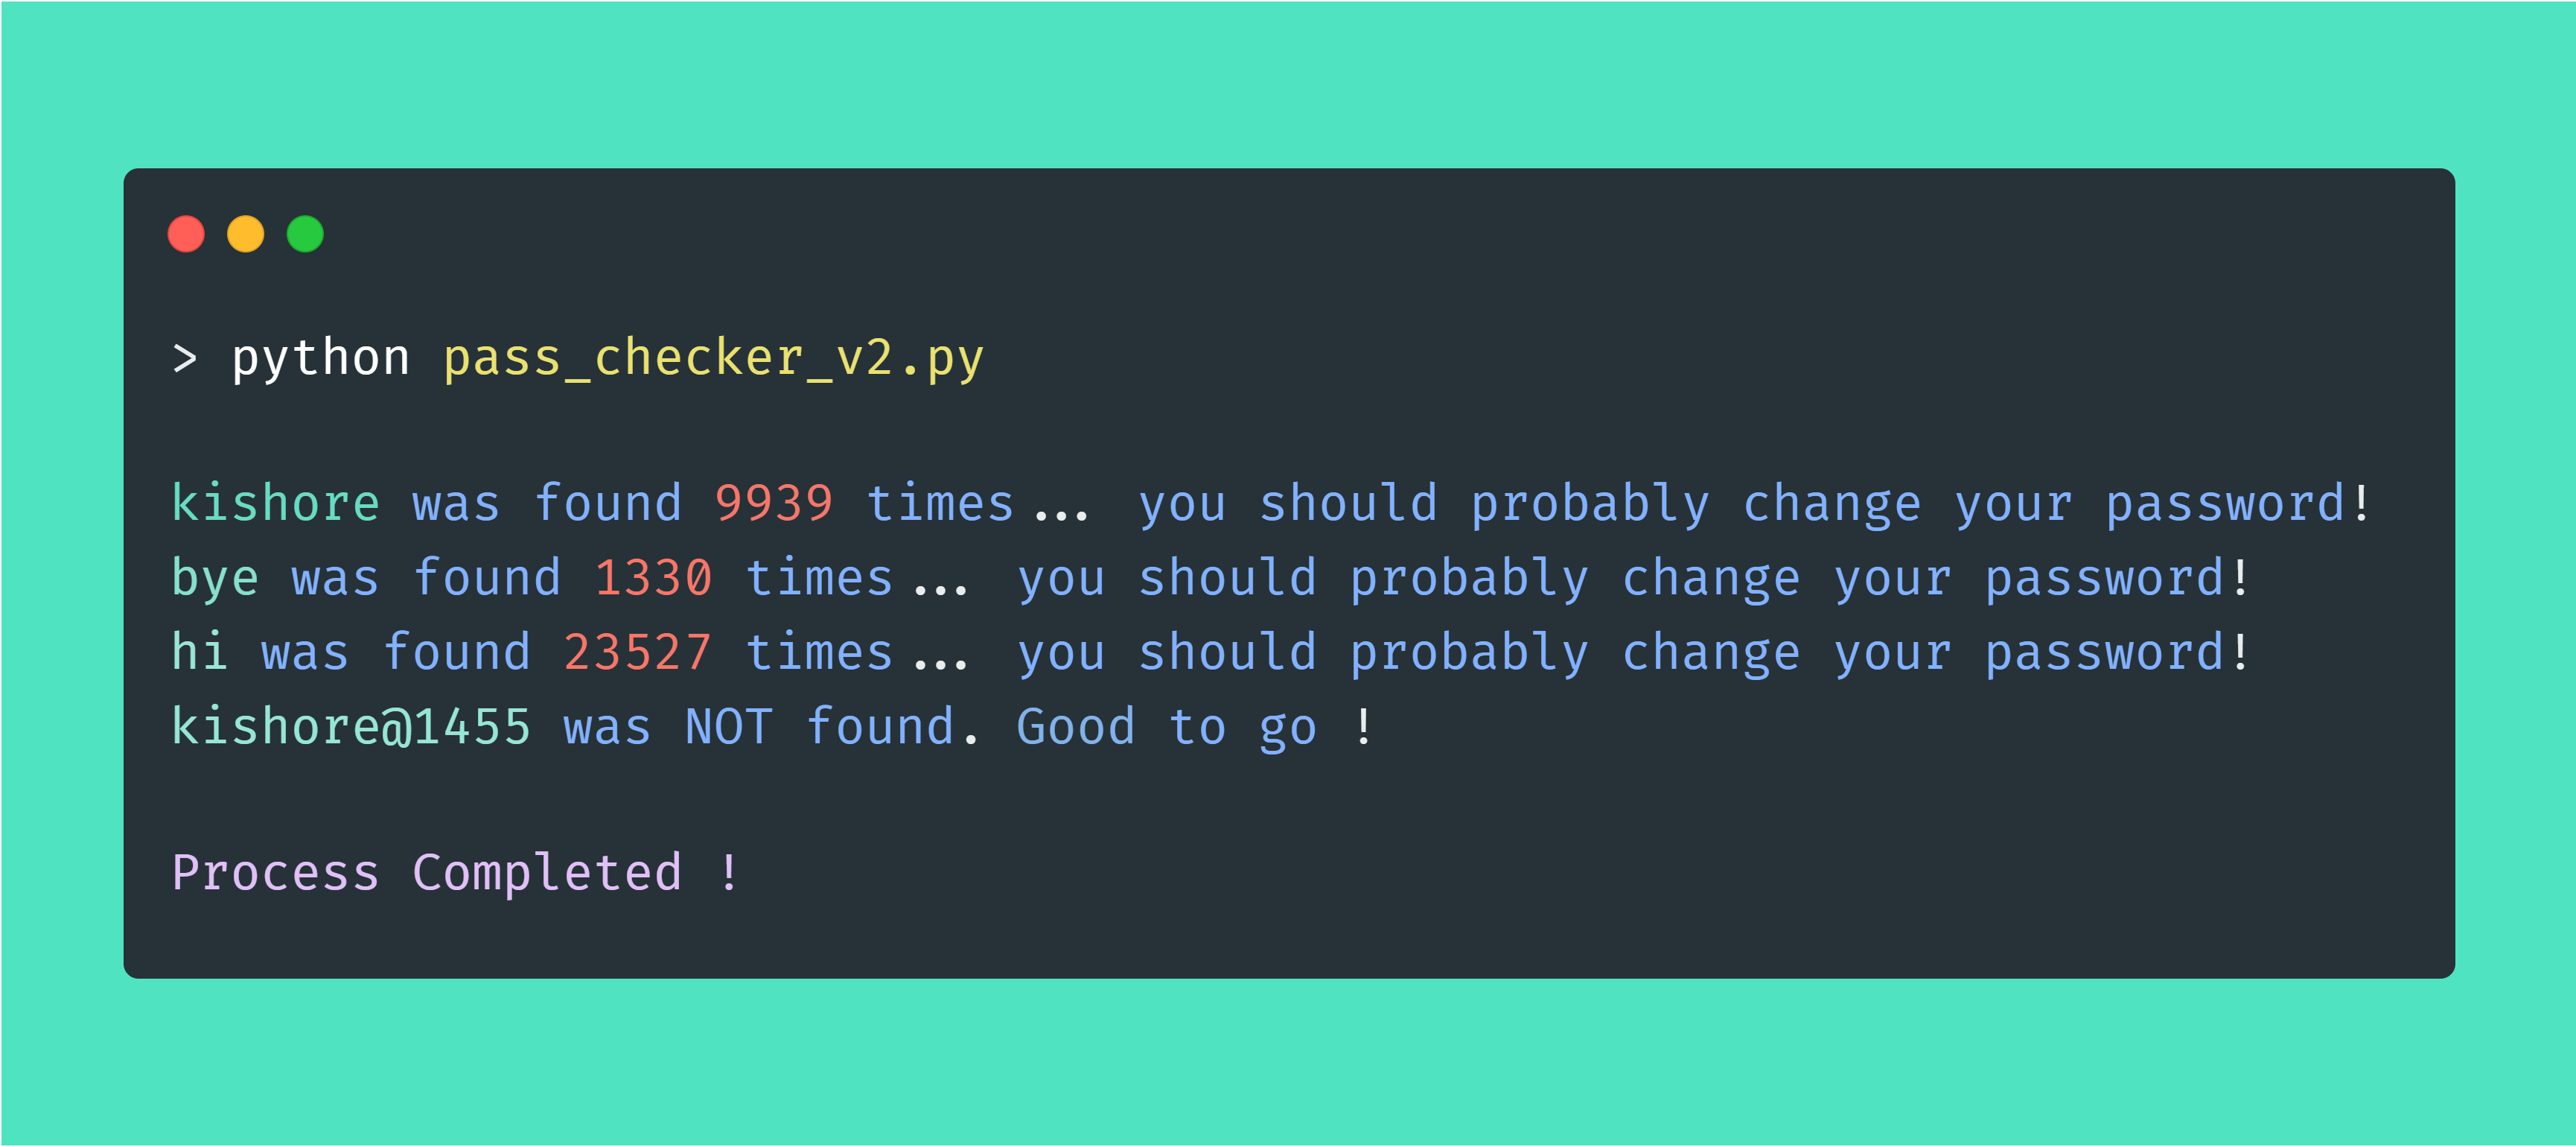 > python pass_checker_v2.py
kishore was found 9939 times... you should probably change your password!
bye was found 1330 times... you should probably change your password!
hi was found 23527 times... you should probably change your password!
kishore@1455 was NOT found. Good to go !
Process Completed !